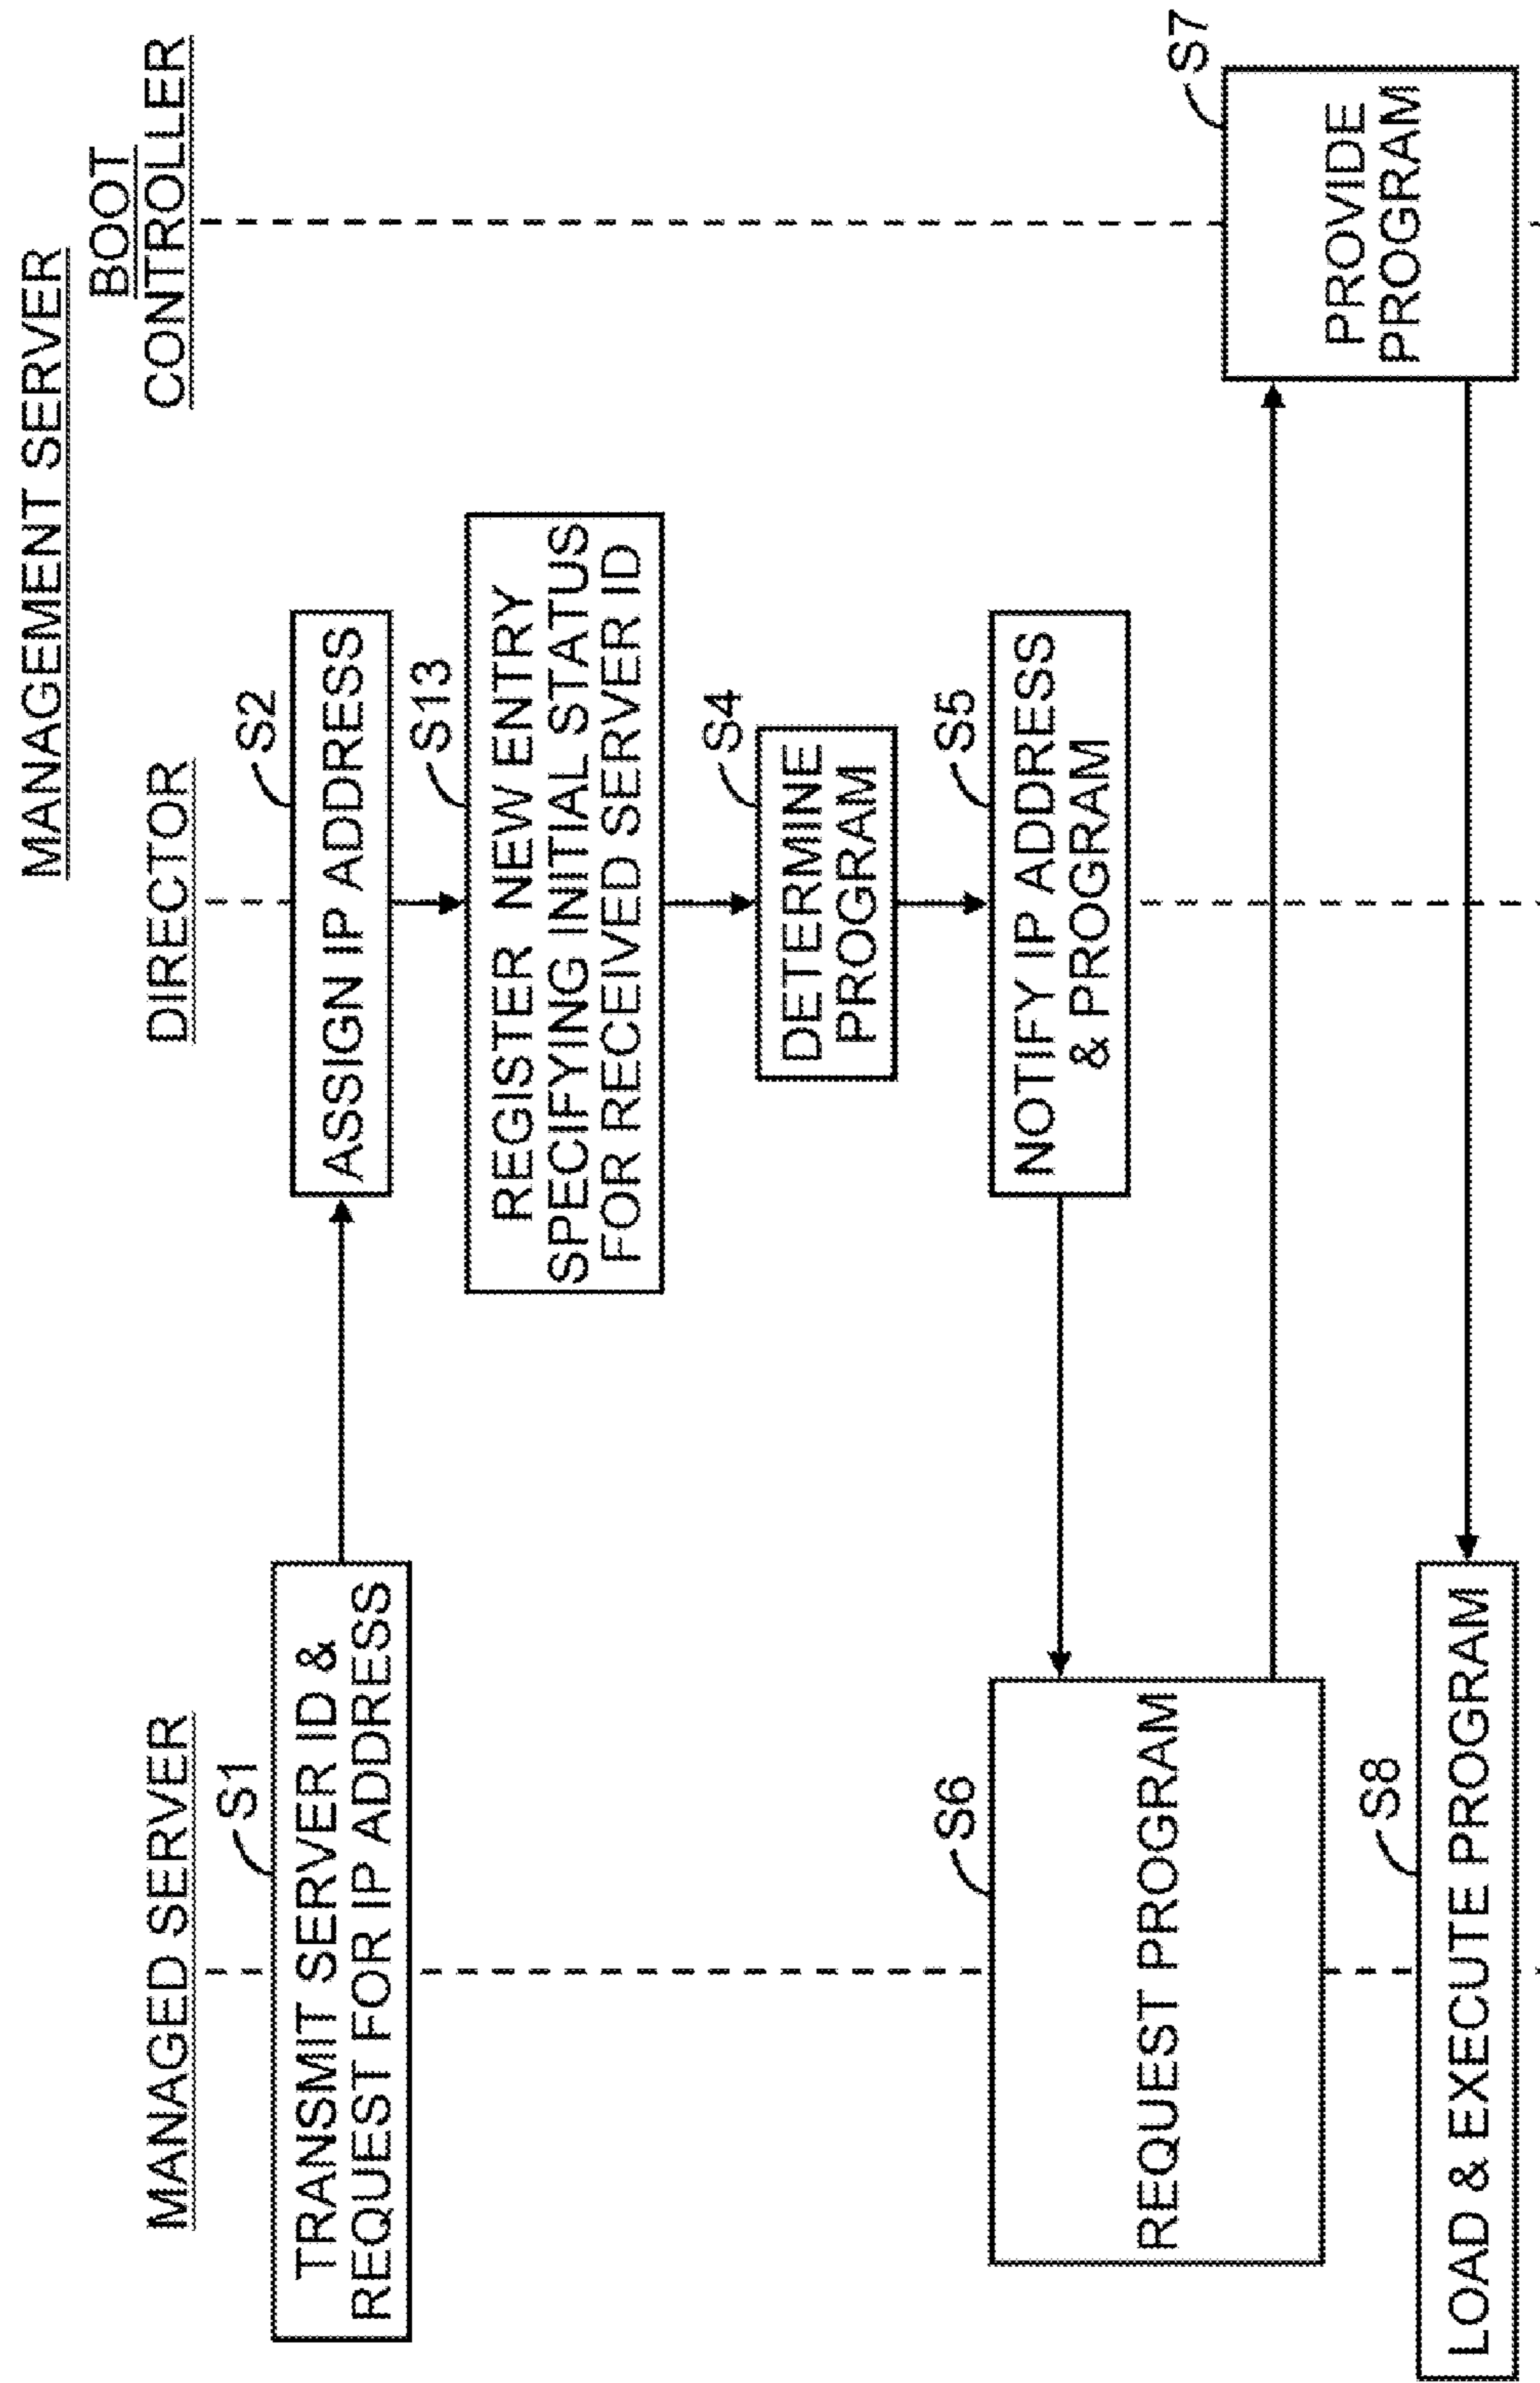 MANAGEMENT SERVER
MANAGED SERVER
DIRECTOR
BOOT
CONTROLLER
S1
TRANSMIT SERVER ID &
REQUEST FOR IP ADDRESS
S2
ASSIGN IP ADDRESS
S13
REGISTER NEW ENTRY
SPECIFYING INITIAL STATUS
FOR RECEIVED SERVER ID
S4
DETERMINE
PROGRAM
S5
NOTIFY IP ADDRESS
& PROGRAM
S6
REQUEST PROGRAM
S7
PROVIDE
PROGRAM
S8
LOAD & EXECUTE PROGRAM